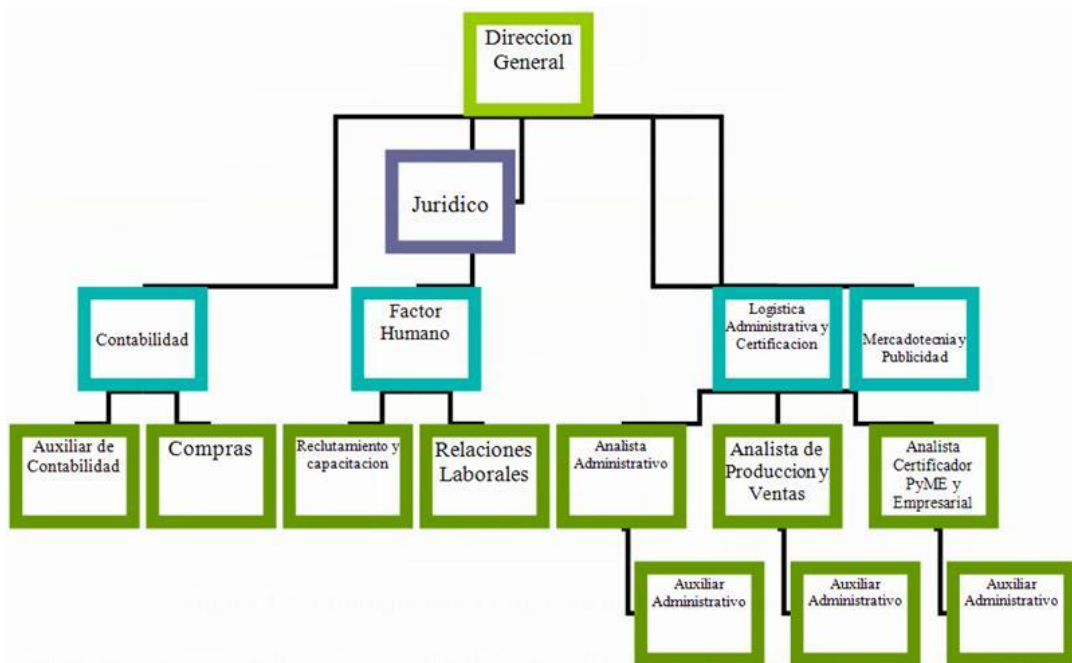 Direccion
General
Juridico
Contabilidad
Factor
Humano
Logistica
Administrativa y
Certificacion
Mercadotecnia y
Publicidad
Auxiliar de
Contabilidad
Compras
Reclutamiento y
capacitacion
Relaciones
Laborales
Analista
Administrativo
Analista de
Produccion y
Ventas
Analista
Certificador
PyME y
Empresarial
Auxiliar
Administrativo
Auxiliar
Administrativo
Auxiliar
Administrativo